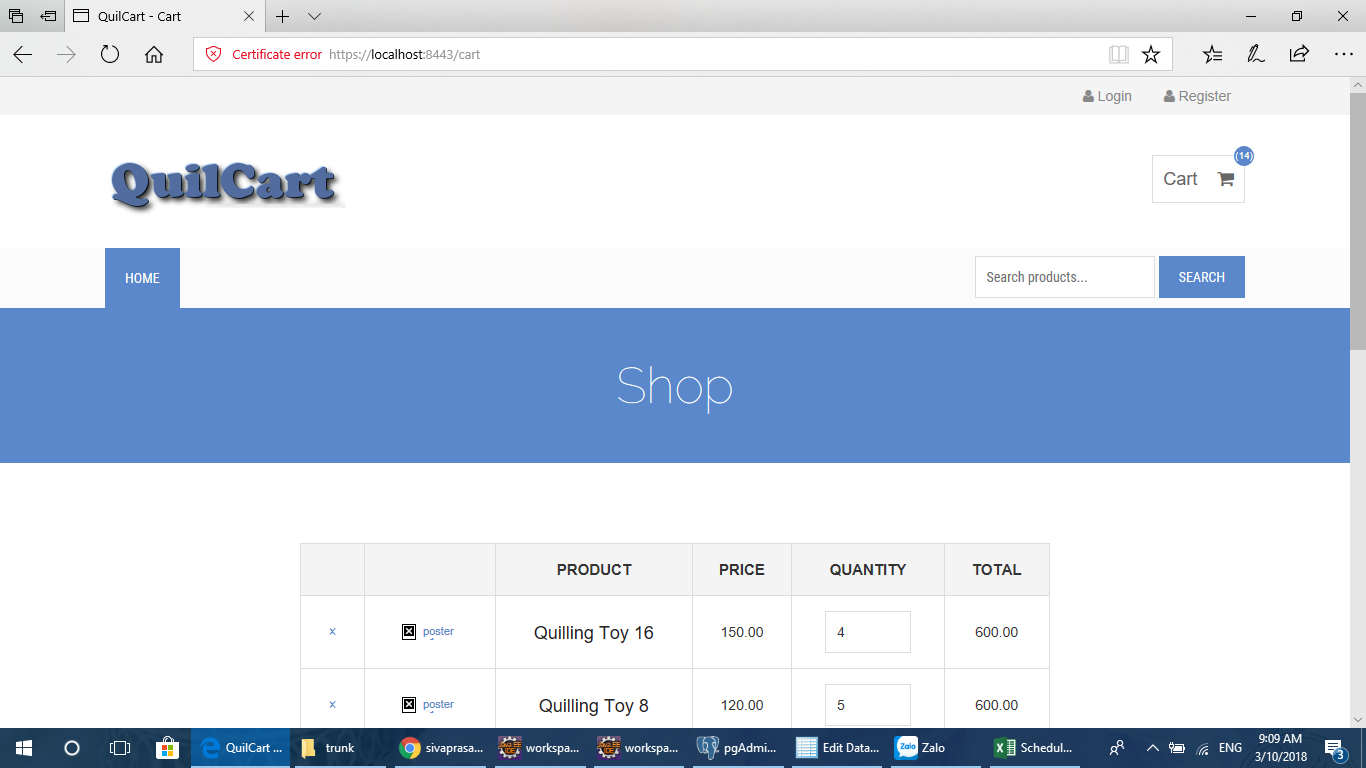 QuilCart - Cart
Certificate error https://localhost:8443/cart
Login Register
QuilCart
(14)
Cart
HOME
Search products...
SEARCH
Shop
PRODUCT PRICE QUANTITY TOTAL
x poster Quilling Toy 16 150.00 4 600.00
x poster Quilling Toy 8 120.00 5 600.00
QuilCart ... trunk sivaprasa... workspa... workspa... pgAdmi... Edit Data... Zalo Zalo Schedul... ENG 9:09 AM
3/10/2018 3